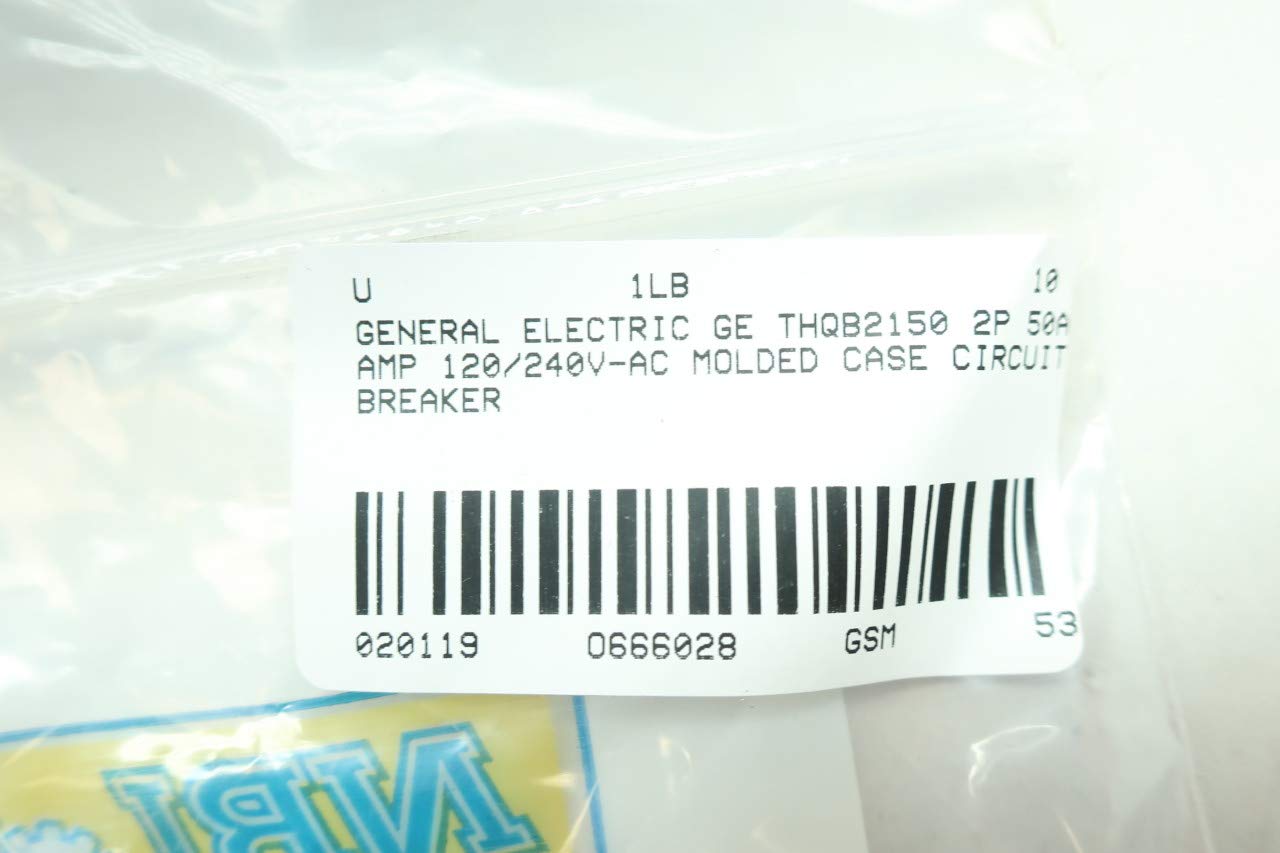 U 1LB 10
GENERAL ELECTRIC GE THQB2150 2P 50A
AMP 120/240V-AC MOLDED CASE CIRCUIT
BREAKER
020119 O666028 GSM 53